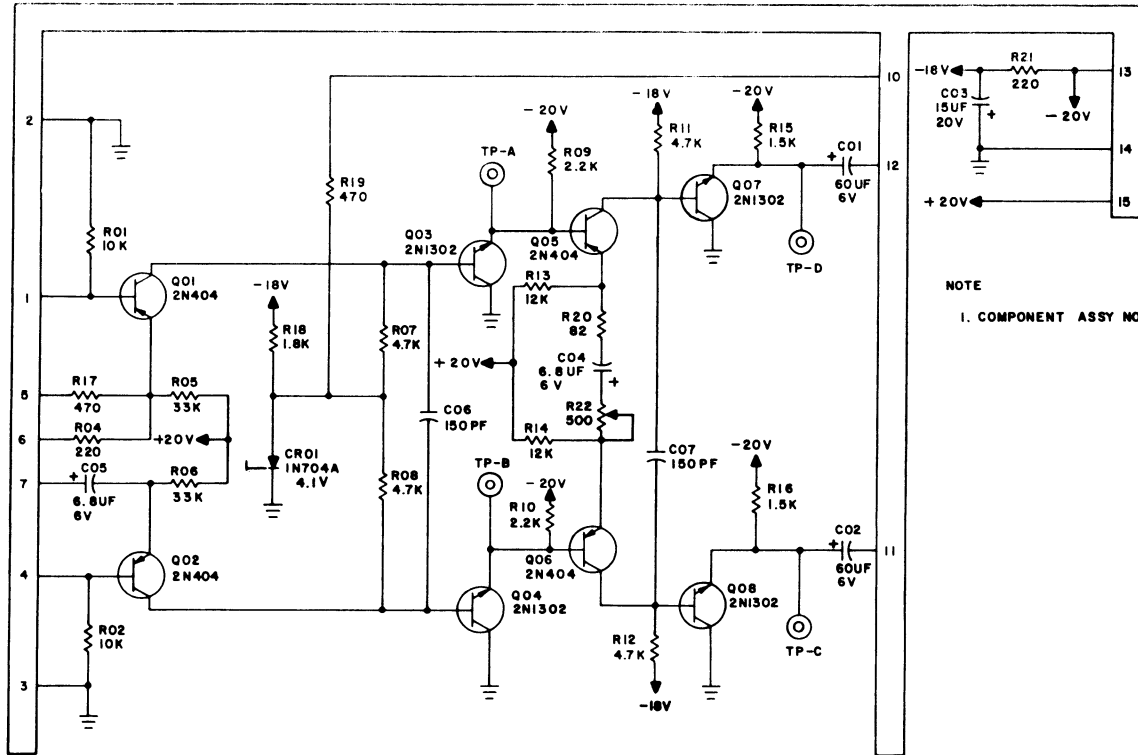 2
1
5
6
7
4
3
R01
10K
Q01
2N404
R17
470
R05
33K
R04
220
+20V
C05
+
6.8UF
6V
R06
33K
Q02
2N404
R02
10K
R19
470
-18V
R18
1.8K
CR01
1N704A
4.1V
R07
4.7K
R08
4.7K
C06
150PF
TP-A
Q03
2N1302
-20V
R09
2.2K
Q05
2N404
R13
12K
R20
82
+20V
C04
6.8UF
6V
+
R22
500
R14
12K
TP-B
-20V
R10
2.2K
Q06
2N404
Q04
2N1302
-18V
R11
4.7K
C07
150PF
R12
4.7K
-18V
-20V
R15
1.5K
Q07
2N1302
TP-D
+
C01
60UF
6V
-20V
R16
1.5K
Q08
2N1302
TP-C
+
C02
60UF
6V
10
12
11
-18V
R21
220
13
C03
15UF
20V
+
-20V
14
+20V
15
NOTE
1. COMPONENT ASSY NO